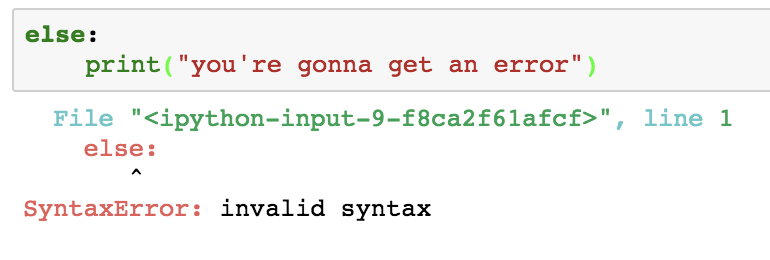 else:
    print("you're gonna get an error")
  File "<ipython-input-9-f8ca2f61afcf>", line 1
    else:
       ^
SyntaxError: invalid syntax